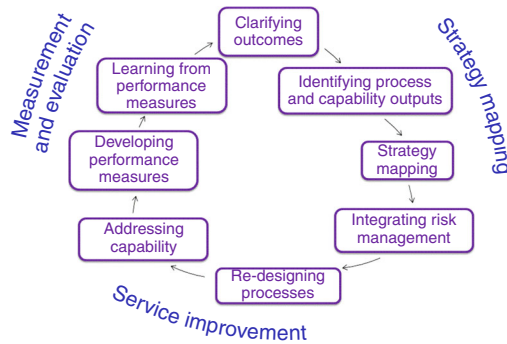 Clarifying
outcomes
Identifying process
and capability outputs
Strategy
mapping
Integrating risk
management
Re-designing
processes
Addressing
capability
Developing
performance
measures
Learning from
performance
measures
Measurement
and evaluation
Strategy mapping
Service improvement